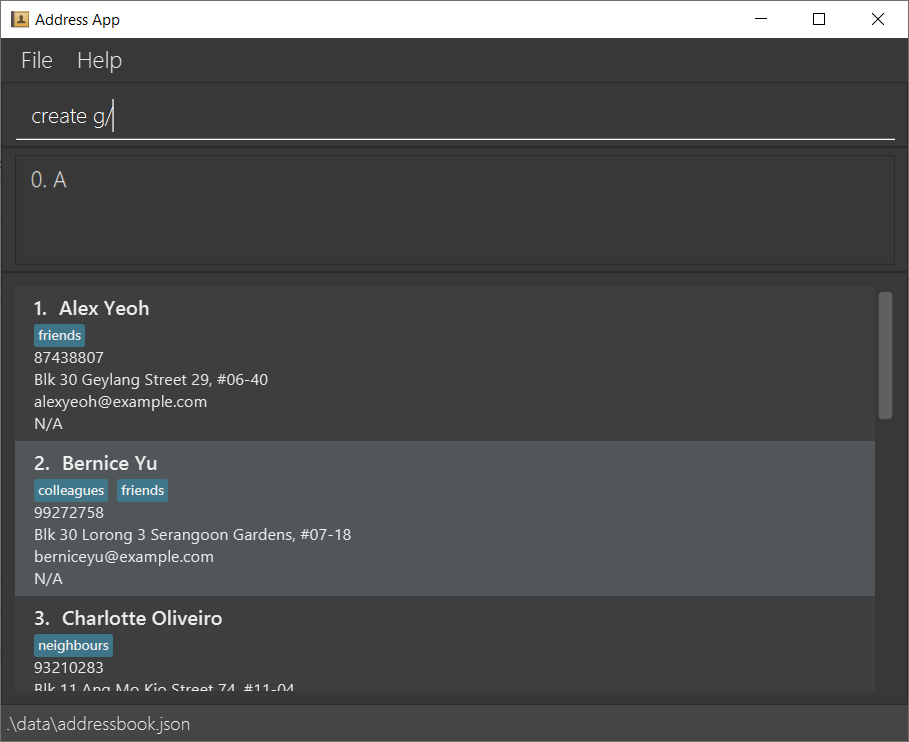 Address App
File Help
create g/
0. A
1. Alex Yeoh
friends
87438807
Blk 30 Geylang Street 29, #06-40
alexyeoh@example.com
N/A
2. Bernice Yu
colleagues friends
99272758
Blk 30 Lorong 3 Serangoon Gardens, #07-18
berniceyu@example.com
N/A
3. Charlotte Oliveiro
neighbours
93210283
Blk 11 Ang Mo Kio Street 74, #11-04
.\data\addressbook.json